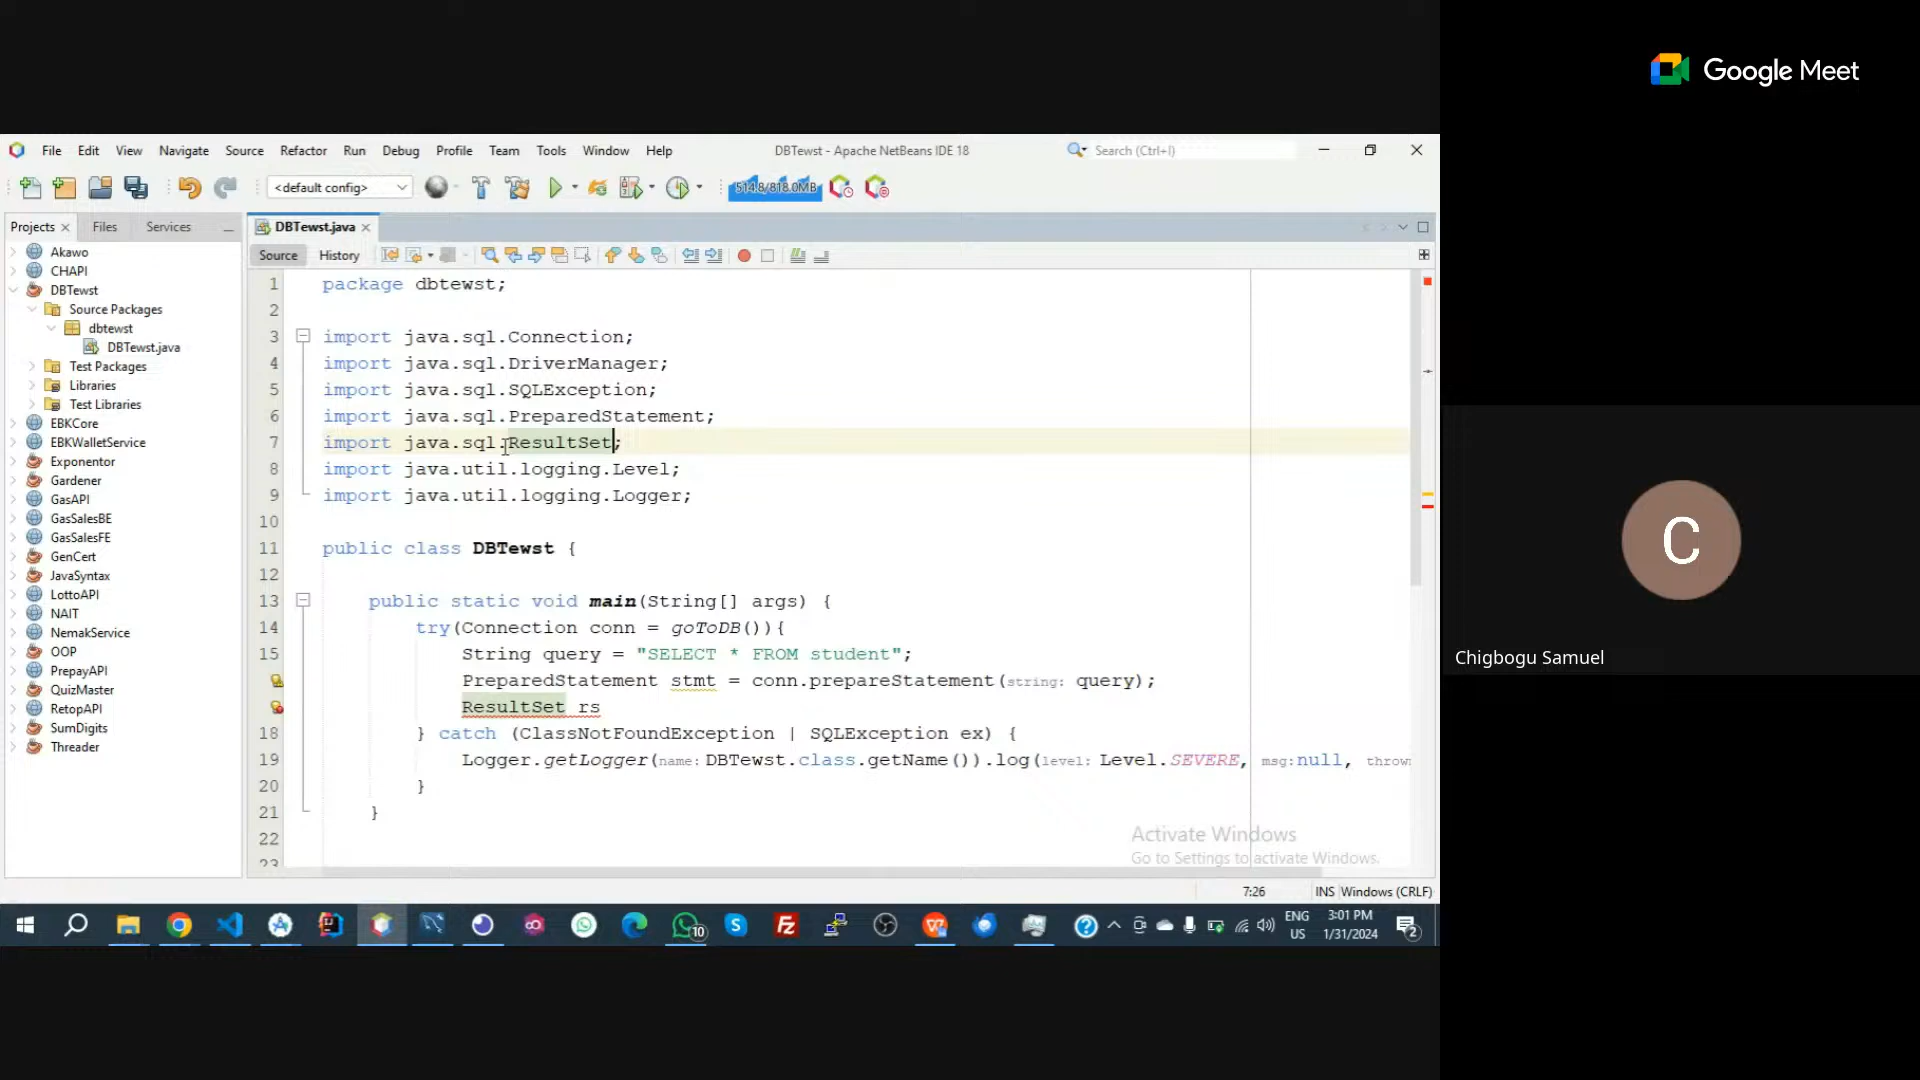 Google Meet
File Edit View Navigate Source Refactor Run Debug Profile Team Tools Window Help
DBTewst - Apache NetBeans IDE 18
Search (Ctrl+I)
<default config>
514.8/818.0MB
Projects
Files
Services
DBTewst.java
Source
History
Akawo
CHAPI
DBTewst
Source Packages
dbtewst
DBTewst.java
Test Packages
Libraries
Test Libraries
EBKCore
EBKWalletService
Exponentor
Gardener
GasAPI
GasSalesBE
GasSalesFE
GenCert
JavaSyntax
LottoAPI
NAIT
NemakService
OOP
PrepayAPI
QuizMaster
RetopAPI
SumDigits
Threader
1 package dbtewst;
2
3 import java.sql.Connection;
4 import java.sql.DriverManager;
5 import java.sql.SQLException;
6 import java.sql.PreparedStatement;
7 import java.sql.ResultSet;
8 import java.util.logging.Level;
9 import java.util.logging.Logger;
10
11 public class DBTewst {
12
13 public static void main(String[] args) {
14 try(Connection conn = goToDB()){
15 String query = "SELECT * FROM student";
PreparedStatement stmt = conn.prepareStatement(string: query);
ResultSet rs
18 } catch (ClassNotFoundException | SQLException ex) {
19 Logger.getLogger(name: DBTewst.class.getName()).log(level: Level.SEVERE, msg:null, thrown
20 }
21 }
22
23
Activate Windows
Go to Settings to activate Windows.
7:26
INS Windows (CRLF)
10
ENG
US
3:01 PM
1/31/2024
2
C
Chigbogu Samuel